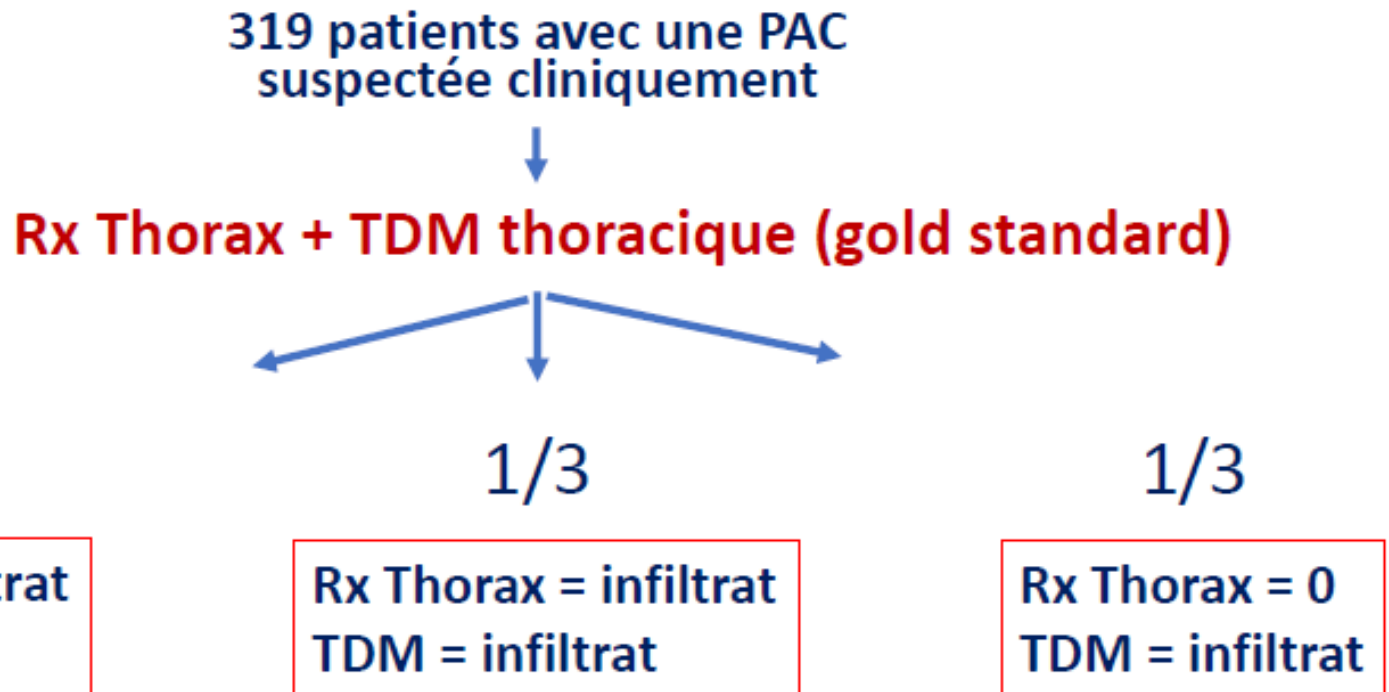 319 patients avec une PAC
suspectée cliniquement
Rx Thorax + TDM thoracique (gold standard)
1/3
1/3
Rx Thorax = infiltrat
TDM = infiltrat
Rx Thorax = 0
TDM = infiltrat